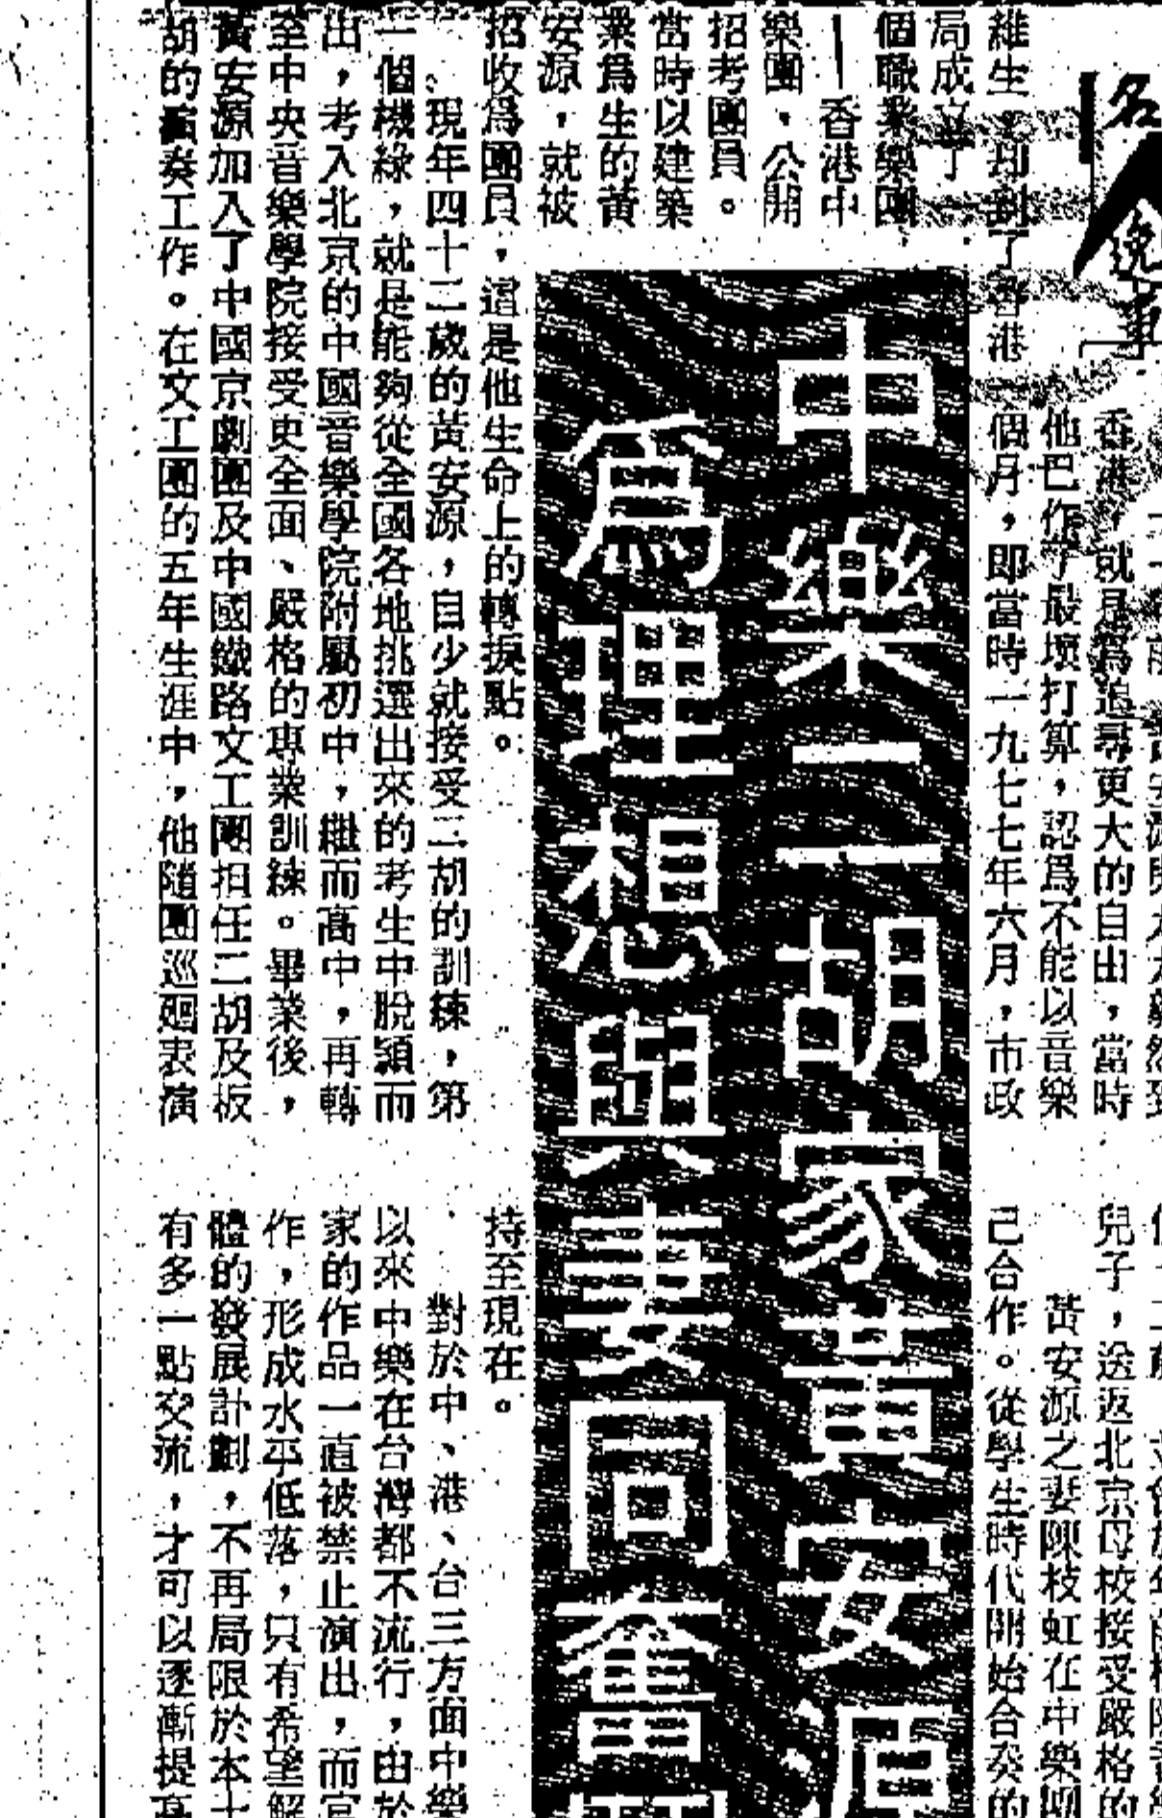 名人逸事
中樂二胡家黃安源
爲理想與妻同奮
香港,就是爲追尋更大的自由,當時
他巴作了最壞打算,認爲不能以音樂
維生。却到了香港一個月,即當時一九七七年六月,市政
局成立了一
個職業樂團
——香港中
樂團,公開
招考團員。
當時以建築
業爲生的黃
安源,就被
招收爲團員,這是他生命上的轉捩點。
現年四十二歲的黃安源,自少就接受二胡的訓練,第
一個機緣,就是能夠從全國各地挑選出來的考生中脫穎而
出,考入北京的中國音樂學院附屬初中,繼而高中,再轉
至中央音樂學院接受更全面、嚴格的專業訓練。畢業後,
黃安源加入了中國京劇團及中國鐵路文工團担任二胡及板
胡的演奏工作。在文工團的五年生涯中,他隨團巡廻表演
兒子,送返北京母校接受嚴格的
黃安源之妻陳枝虹在中樂團
己合作。從學生時代開始合奏的
持至現在。
對於中、港、台三方面中樂
以來中樂在台灣都不流行,由於
家的作品一直被禁止演出,而官
作,形成水平低落,只有希望解
體的發展計劃,不再局限於本土
有多一點交流,才可以逐漸提高